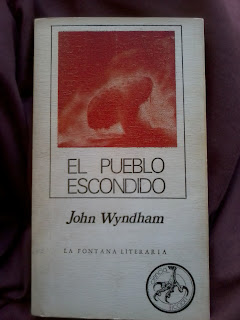 EL PUEBLO
ESCONDIDO
John Wyndham
LA FONTANA LITERARIA